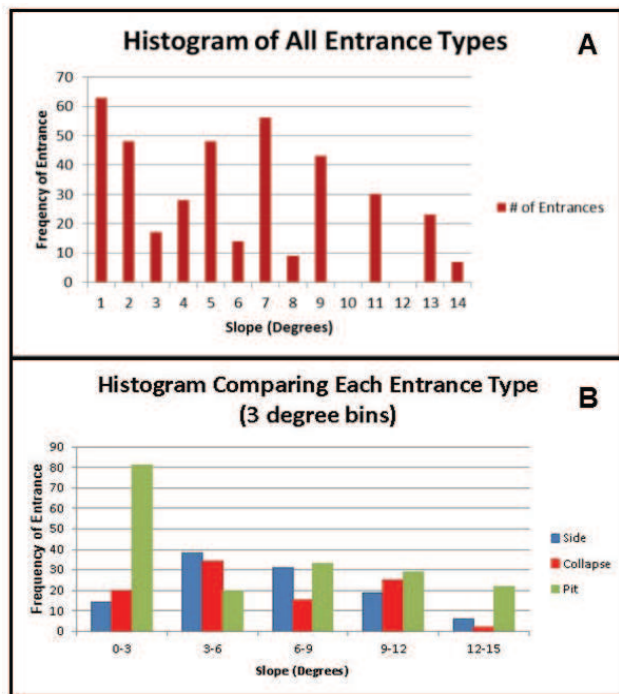 Histogram of All Entrance Types
A
Freqency of Entrance
70
60
50
40
30
20
10
0
1 2 3 4 5 6 7 8 9 10 11 12 13 14
Slope (Degrees)
# of Entrances
Histogram Comparing Each Entrance Type
(3 degree bins)
B
Frequency of Entrance
90
80
70
60
50
40
30
20
10
0
0-3 3-6 6-9 9-12 12-15
Slope (Degrees)
Side
Collapse
Pit